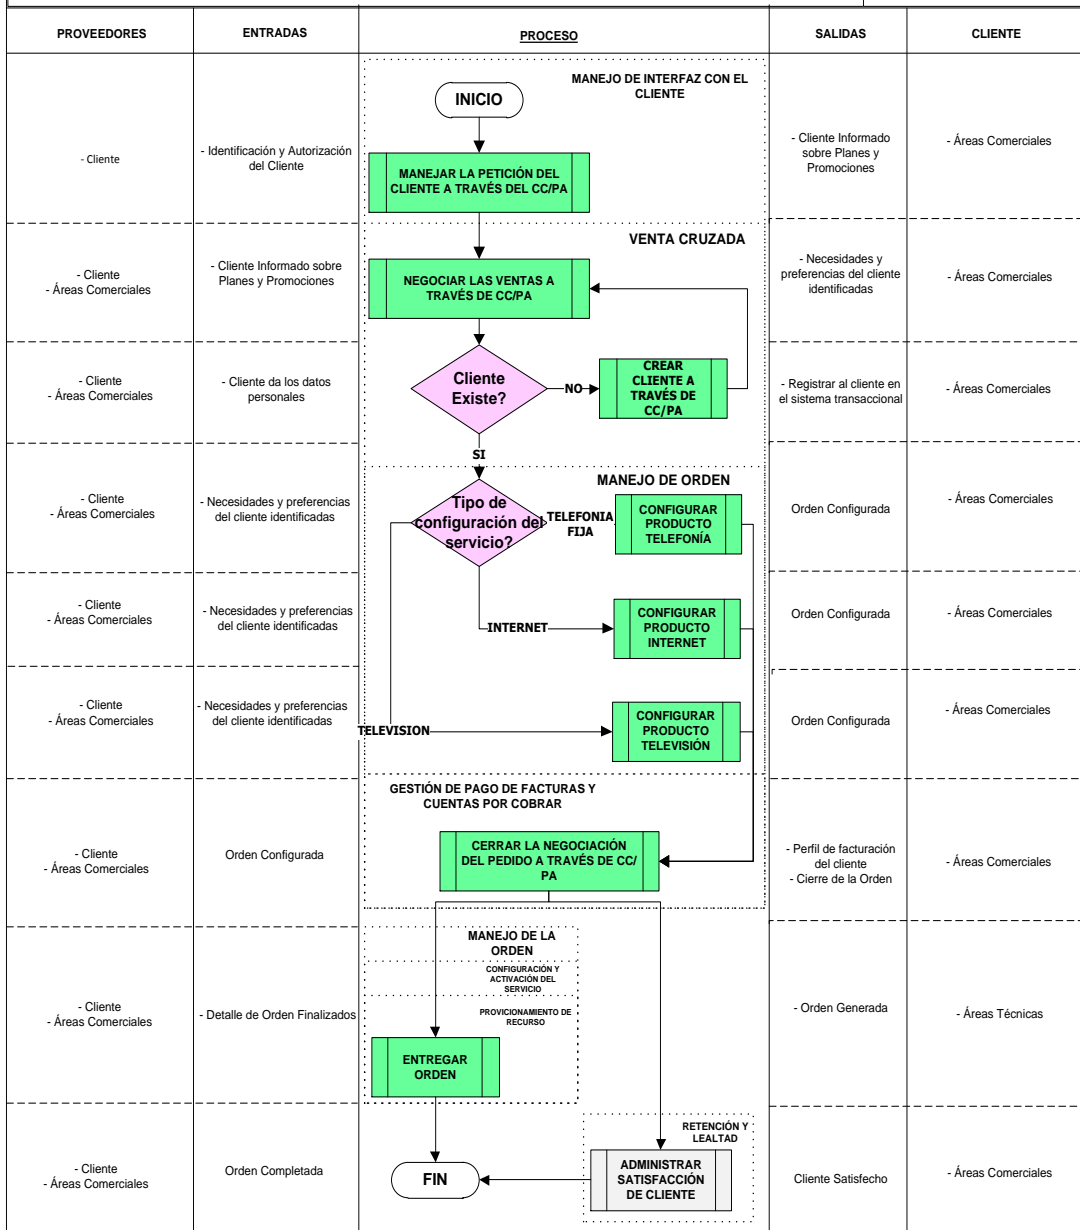 PROVEEDORES
ENTRADAS
PROCESO
SALIDAS
CLIENTE
MANEJO DE INTERFAZ CON EL
CLIENTE
INICIO
- Cliente
- Identificación y Autorización
del Cliente
MANEJAR LA PETICIÓN DEL
CLIENTE A TRAVÉS DEL CC/PA
- Cliente Informado
sobre Planes y
Promociones
- Áreas Comerciales
VENTA CRUZADA
- Cliente
- Áreas Comerciales
- Cliente Informado sobre
Planes y Promociones
NEGOCIAR LAS VENTAS A
TRAVÉS DE CC/PA
- Necesidades y
preferencias del cliente
identificadas
- Áreas Comerciales
- Cliente
- Áreas Comerciales
- Cliente da los datos
personales
Cliente
Existe?
NO
CREAR
CLIENTE A
TRAVÉS DE
CC/PA
- Registrar al cliente en
el sistema transaccional
- Áreas Comerciales
SI
MANEJO DE ORDEN
- Cliente
- Áreas Comerciales
- Necesidades y preferencias
del cliente identificadas
Tipo de
configuración del
servicio?
TELEFONIA
FIJA
CONFIGURAR
PRODUCTO
TELEFONÍA
Orden Configurada
- Áreas Comerciales
- Cliente
- Áreas Comerciales
- Necesidades y preferencias
del cliente identificadas
INTERNET
CONFIGURAR
PRODUCTO
INTERNET
Orden Configurada
- Áreas Comerciales
- Cliente
- Áreas Comerciales
- Necesidades y preferencias
del cliente identificadas
TELEVISION
CONFIGURAR
PRODUCTO
TELEVISIÓN
Orden Configurada
- Áreas Comerciales
GESTIÓN DE PAGO DE FACTURAS Y
CUENTAS POR COBRAR
- Cliente
- Áreas Comerciales
Orden Configurada
CERRAR LA NEGOCIACIÓN
DEL PEDIDO A TRAVÉS DE CC/
PA
- Perfil de facturación
del cliente
- Cierre de la Orden
- Áreas Comerciales
MANEJO DE LA
ORDEN
CONFIGURACIÓN Y
ACTIVACIÓN DEL
SERVICIO
PROVICIONAMIENTO DE
RECURSO
- Cliente
- Áreas Comerciales
- Detalle de Orden Finalizados
ENTREGAR
ORDEN
- Orden Generada
- Áreas Técnicas
RETENCIÓN Y
LEALTAD
- Cliente
- Áreas Comerciales
Orden Completada
FIN
ADMINISTRAR
SATISFACCIÓN
DE CLIENTE
Cliente Satisfecho
- Áreas Comerciales